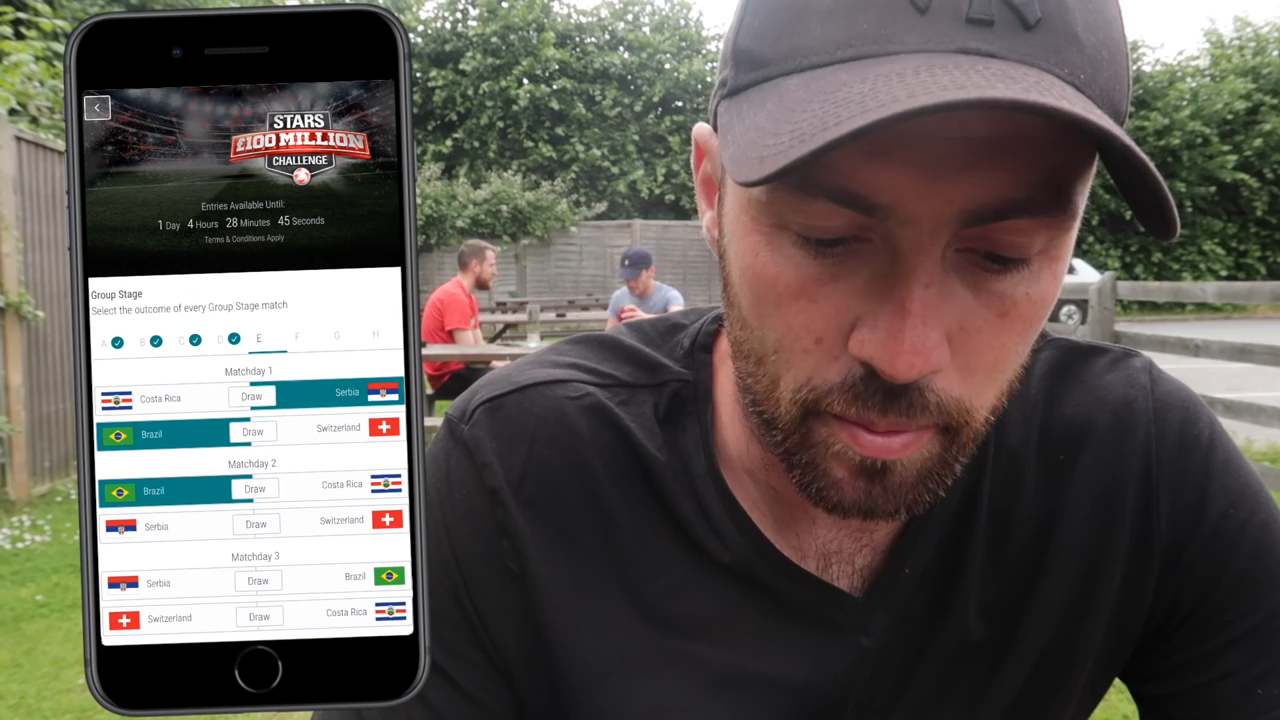 STARS
£100 MILLION
CHALLENGE
Entries Available Until:
1 Day 4 Hours 28 Minutes 45 Seconds
Terms & Conditions Apply
Group Stage
Select the outcome of every Group Stage match
A B C D E F G H
Matchday 1
Costa Rica Draw Serbia
Brazil Draw Switzerland
Matchday 2
Brazil Draw Costa Rica
Serbia Draw Switzerland
Matchday 3
Serbia Draw Brazil
Switzerland Draw Costa Rica